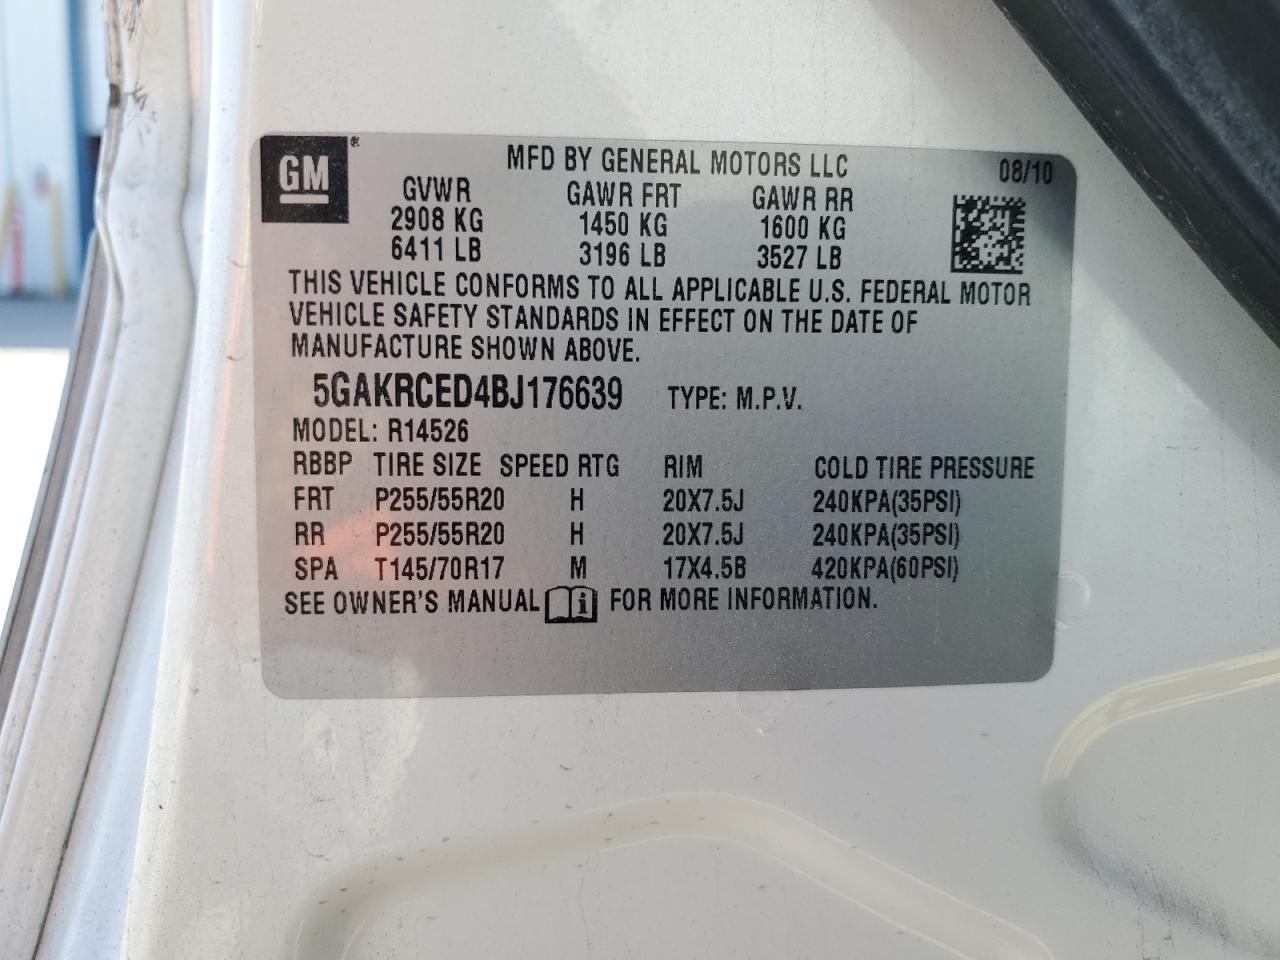 GM® MFD BY GENERAL MOTORS LLC 08/10
GVWR GAWR FRT GAWR RR
2908 KG 1450 KG 1600 KG
6411 LB 3196 LB 3527 LB
THIS VEHICLE CONFORMS TO ALL APPLICABLE U.S. FEDERAL MOTOR
VEHICLE SAFETY STANDARDS IN EFFECT ON THE DATE OF
MANUFACTURE SHOWN ABOVE.
5GAKRCED4BJ176639 TYPE: M.P.V.
MODEL: R14526
RBBP TIRE SIZE SPEED RTG RIM COLD TIRE PRESSURE
FRT P255/55R20 H 20X7.5J 240KPA(35PSI)
RR P255/55R20 H 20X7.5J 240KPA(35PSI)
SPA T145/70R17 M 17X4.5B 420KPA(60PSI)
SEE OWNER'S MANUAL i FOR MORE INFORMATION.